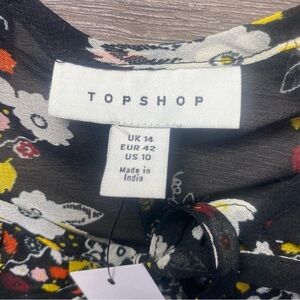 TOPSHOP
UK 14
EUR 42
US 10
Made in
India